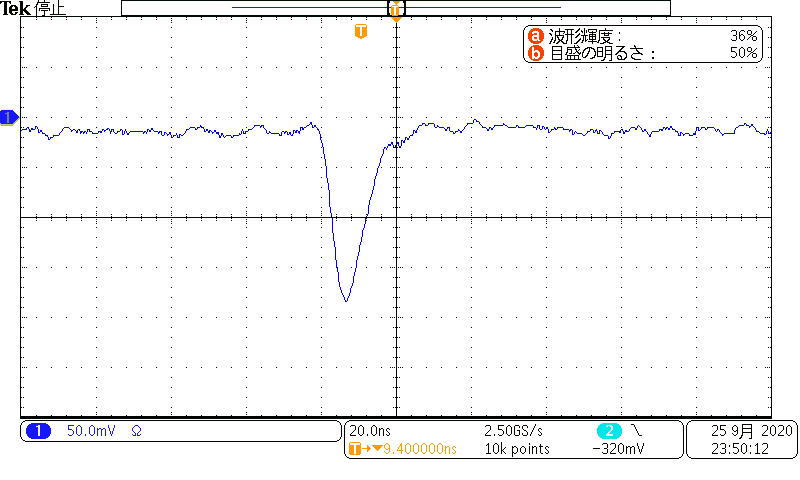 Tek 停止
T
T
a 波形輝度 : 36%
b 目盛の明るさ : 50%
1
1 50.0mV Ω
20.0ns 2.50GS/s 2
T→▼9.400000ns 10k points −320mV
25 9月 2020
23:50:12